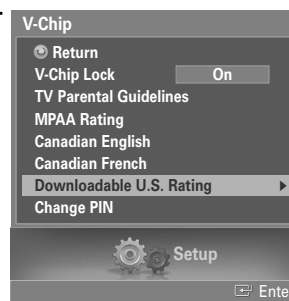 V-Chip
Return
V-Chip Lock On
TV Parental Guidelines
MPAA Rating
Canadian English
Canadian French
Downloadable U.S. Rating
Change PIN
Setup
Ente